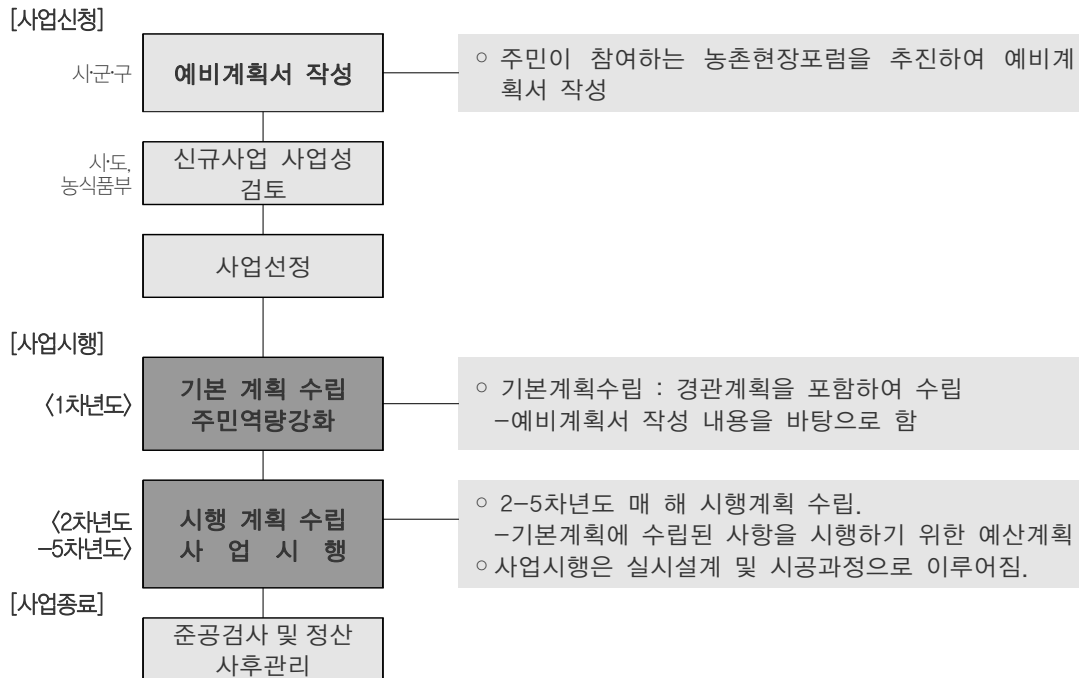 [사업신청]
시·군·구
예비계획서 작성
○ 주민이 참여하는 농촌현장포럼을 추진하여 예비계
획서 작성
시·도,
농식품부
신규사업 사업성
검토
사업선정
[사업시행]
〈1차년도〉
기본 계획 수립
주민역량강화
○ 기본계획수립 : 경관계획을 포함하여 수립
-예비계획서 작성 내용을 바탕으로 함
〈2차년도
-5차년도〉
시행 계획 수립
사 업 시 행
○ 2-5차년도 매 해 시행계획 수립.
-기본계획에 수립된 사항을 시행하기 위한 예산계획
○ 사업시행은 실시설계 및 시공과정으로 이루어짐.
[사업종료]
준공검사 및 정산
사후관리